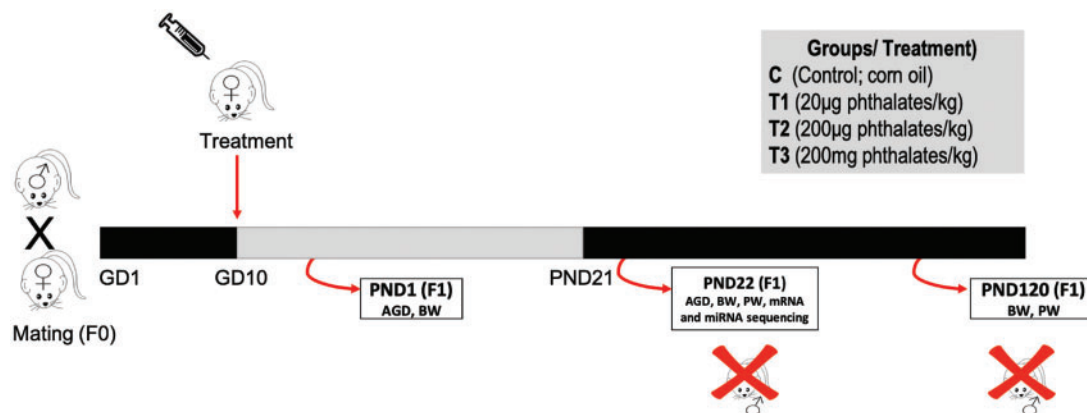 Groups/ Treatment)
C (Control; corn oil)
T1 (20µg phthalates/kg)
T2 (200µg phthalates/kg)
T3 (200mg phthalates/kg)
♀
Treatment
♂
X
♀
Mating (F0)
GD1
GD10
PND21
PND1 (F1)
AGD, BW
PND22 (F1)
AGD, BW, PW, mRNA
and miRNA sequencing
♂
PND120 (F1)
BW, PW
♂